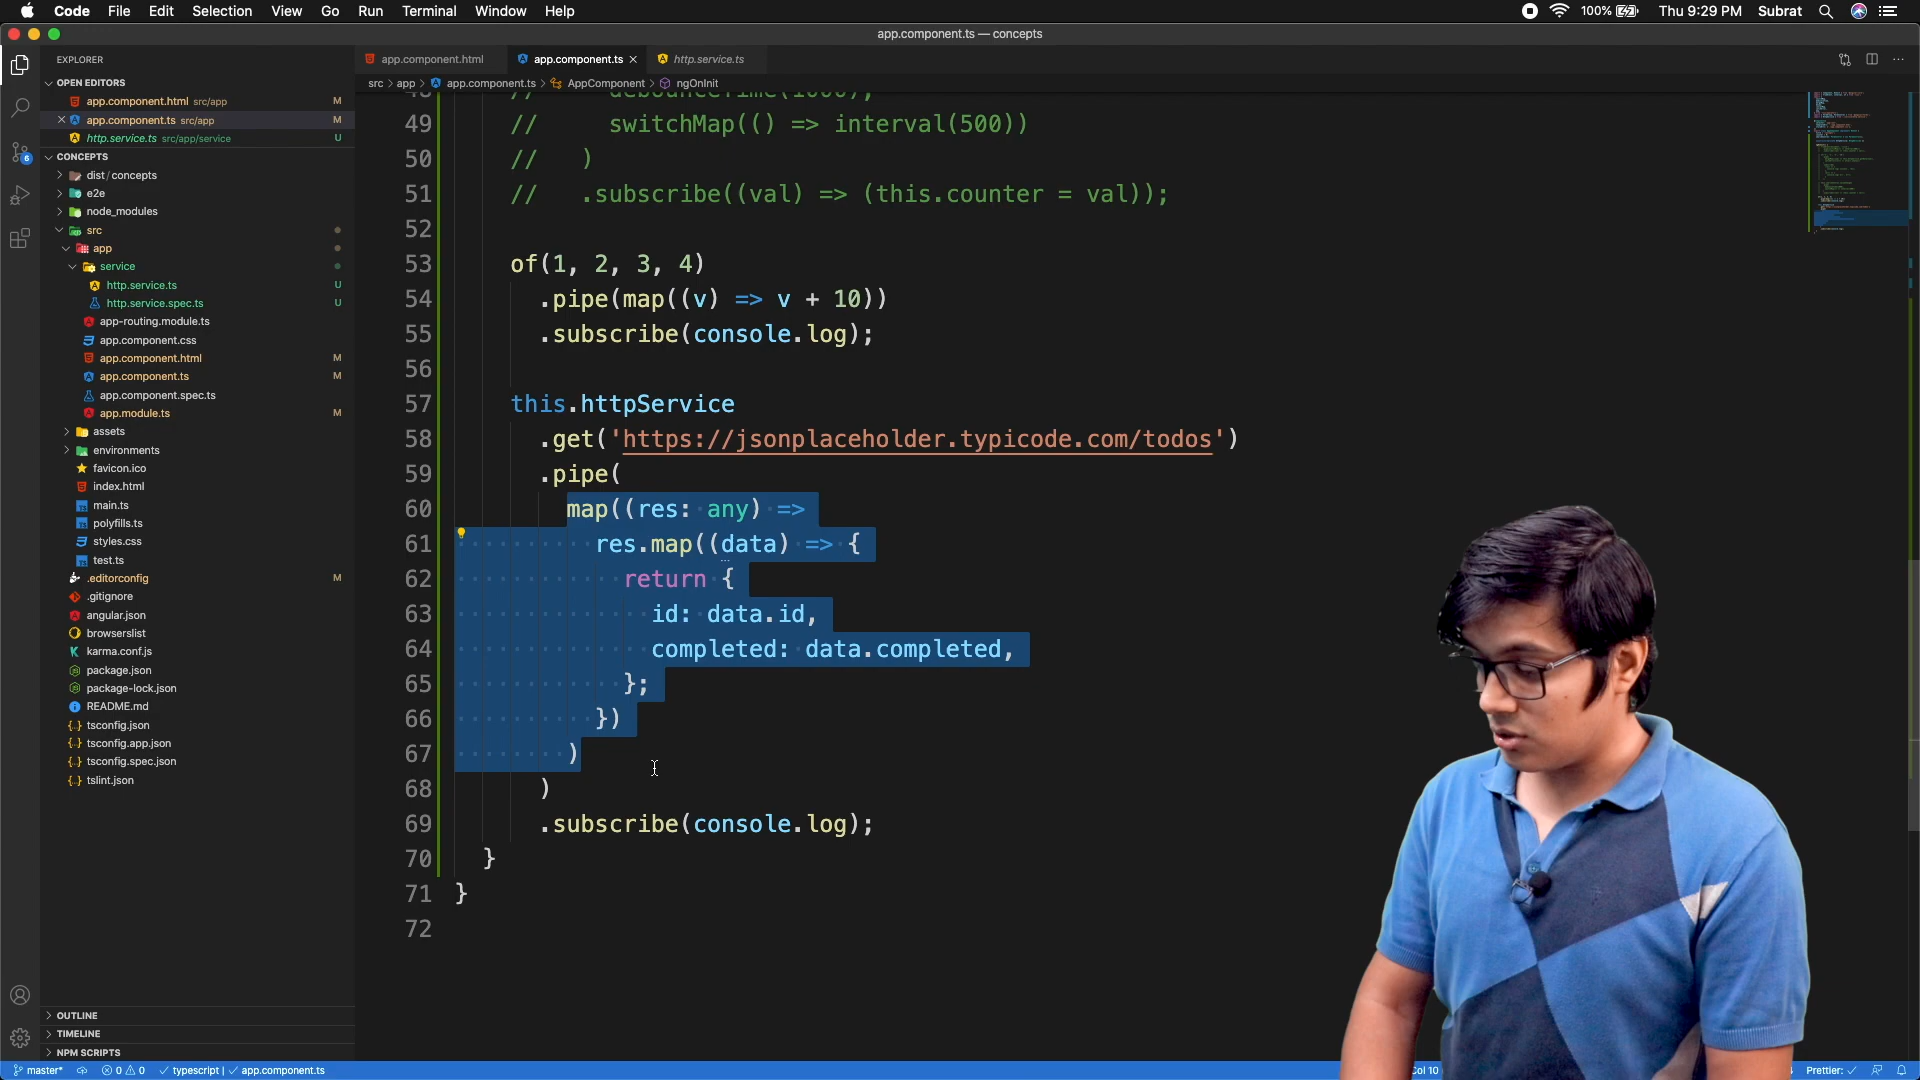 Code File Edit Selection View Go Run Terminal Window Help 100% Thu 9:29 PM Subrat
app.component.ts — concepts
EXPLORER
app.component.html app.component.ts http.service.ts
OPEN EDITORS
src > app > app.component.ts > AppComponent > ngOnInit
app.component.html src/app M
app.component.ts src/app M
http.service.ts src/app/service U
CONCEPTS
dist / concepts
e2e
node_modules
src
app
service
http.service.ts U
http.service.spec.ts U
app-routing.module.ts
app.component.css
app.component.html M
app.component.ts M
app.component.spec.ts
app.module.ts M
assets
environments
favicon.ico
index.html
main.ts
polyfills.ts
styles.css
test.ts
.editorconfig M
.gitignore
angular.json
browserslist
karma.conf.js
package.json
package-lock.json
README.md
tsconfig.json
tsconfig.app.json
tsconfig.spec.json
tslint.json
OUTLINE
TIMELINE
NPM SCRIPTS
48 // debounceTime(1000),
49 // switchMap(() => interval(500))
50 // )
51 // .subscribe((val) => (this.counter = val));
52
53 of(1, 2, 3, 4)
54 .pipe(map((v) => v + 10))
55 .subscribe(console.log);
56
57 this.httpService
58 .get('https://jsonplaceholder.typicode.com/todos')
59 .pipe(
60 map((res: any) =>
61 res.map((data) => {
62 return {
63 id: data.id,
64 completed: data.completed,
65 };
66 })
67 )
68 )
69 .subscribe(console.log);
70 }
71 }
72
master* 0 0 typescript | app.component.ts Col 10 Prettier: ✓